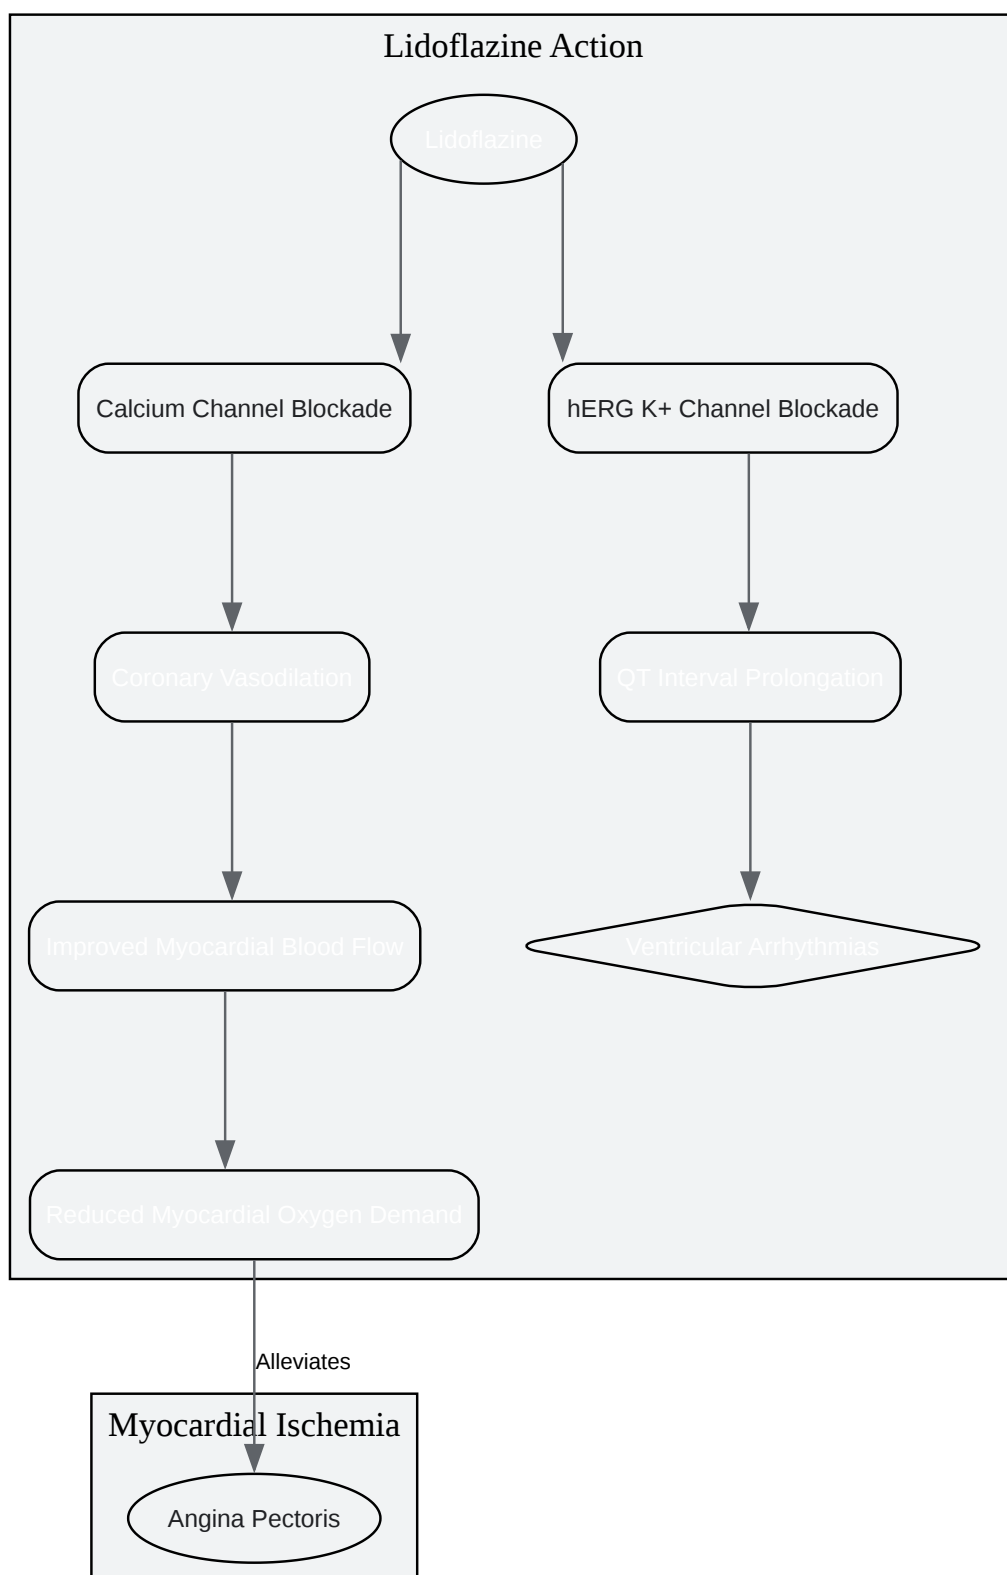 Lidoflazine Action
Lidoflazine
Calcium Channel Blockade
hERG K+ Channel Blockade
Coronary Vasodilation
QT Interval Prolongation
Improved Myocardial Blood Flow
Ventricular Arrhythmias
Reduced Myocardial Oxygen Demand
Alleviates
Myocardial Ischemia
Angina Pectoris